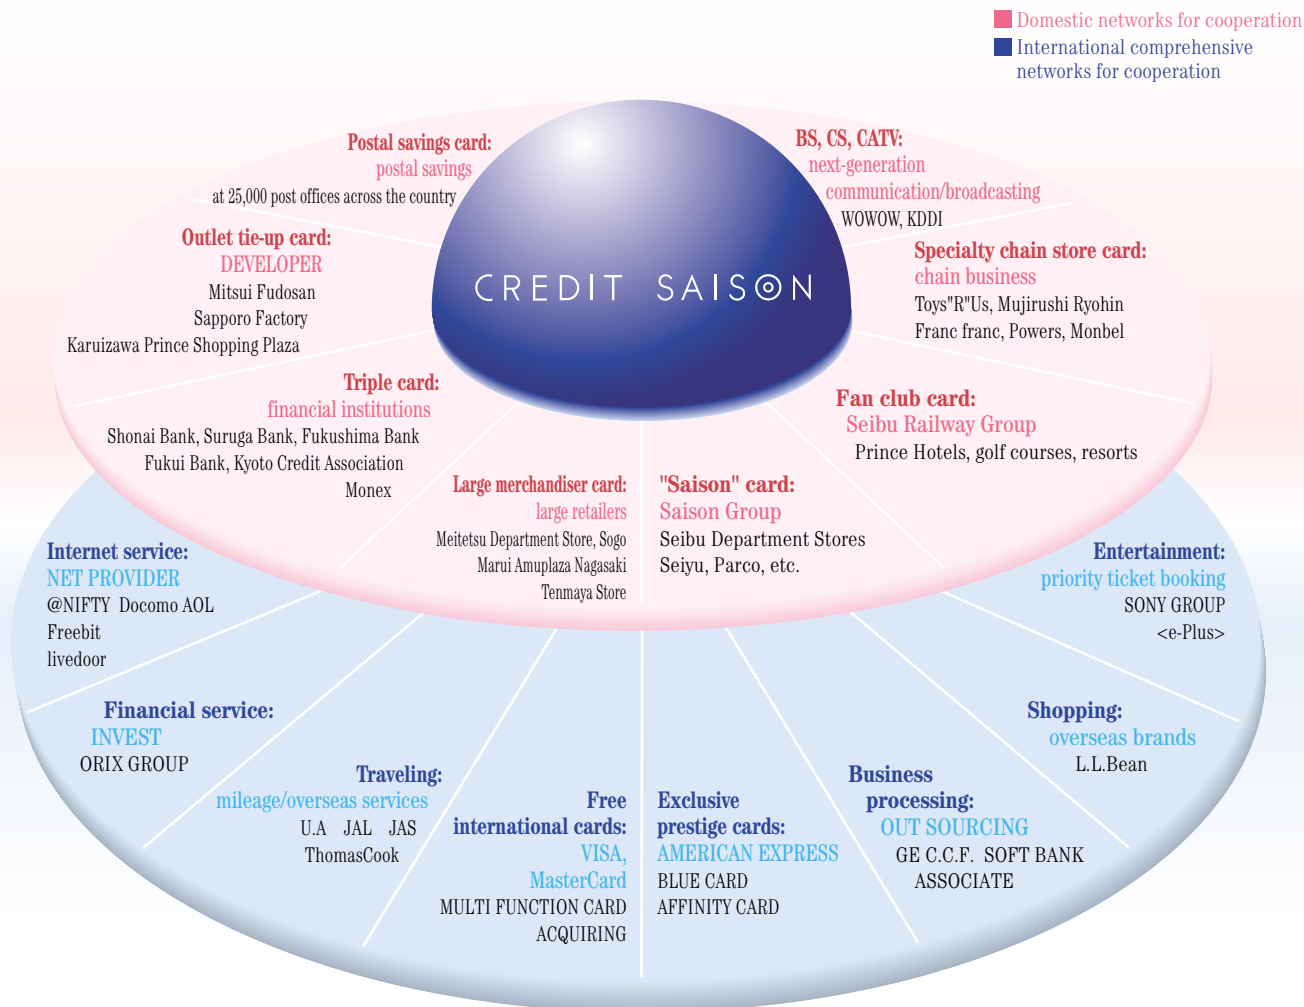 Domestic networks for cooperation
International comprehensive
networks for cooperation
CREDIT SAISON
Postal savings card:
postal savings
at 25,000 post offices across the country
BS, CS, CATV:
next-generation
communication/broadcasting
WOWOW, KDDI
Outlet tie-up card:
DEVELOPER
Mitsui Fudosan
Sapporo Factory
Karuizawa Prince Shopping Plaza
Specialty chain store card:
chain business
Toys"R"Us, Mujirushi Ryohin
Franc franc, Powers, Monbel
Triple card:
financial institutions
Shonai Bank, Suruga Bank, Fukushima Bank
Fukui Bank, Kyoto Credit Association
Monex
Fan club card:
Seibu Railway Group
Prince Hotels, golf courses, resorts
Large merchandiser card:
large retailers
Meitetsu Department Store, Sogo
Marui Amuplaza Nagasaki
Tenmaya Store
"Saison" card:
Saison Group
Seibu Department Stores
Seiyu, Parco, etc.
Internet service:
NET PROVIDER
@NIFTY Docomo AOL
Freebit
livedoor
Entertainment:
priority ticket booking
SONY GROUP
<e-Plus>
Financial service:
INVEST
ORIX GROUP
Shopping:
overseas brands
L.L.Bean
Traveling:
mileage/overseas services
U.A JAL JAS
ThomasCook
Free
international cards:
VISA,
MasterCard
MULTI FUNCTION CARD
ACQUIRING
Exclusive
prestige cards:
AMERICAN EXPRESS
BLUE CARD
AFFINITY CARD
Business
processing:
OUT SOURCING
GE C.C.F. SOFT BANK
ASSOCIATE